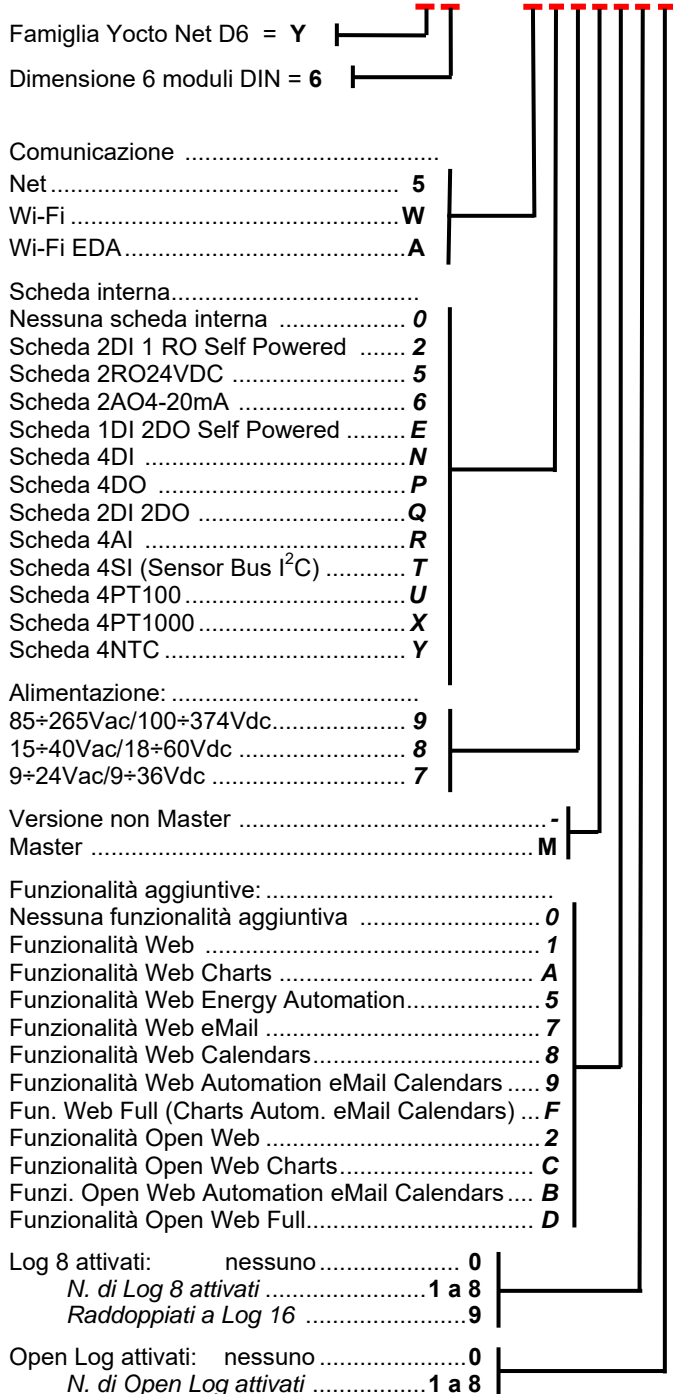 Famiglia Yocto Net D6 = Y
Dimensione 6 moduli DIN = 6
Comunicazione ...................................
Net ................................................ 5
Wi-Fi ..............................................W
Wi-Fi EDA.......................................A
Scheda interna..................................
Nessuna scheda interna .................. 0
Scheda 2DI 1 RO Self Powered ....... 2
Scheda 2RO24VDC ........................ 5
Scheda 2AO4-20mA ....................... 6
Scheda 1DI 2DO Self Powered .........E
Scheda 4DI .....................................N
Scheda 4DO ...................................P
Scheda 2DI 2DO .............................Q
Scheda 4AI ....................................R
Scheda 4SI (Sensor Bus I²C) ........... T
Scheda 4PT100 ...............................U
Scheda 4PT1000 .............................X
Scheda 4NTC .................................Y
Alimentazione: ..................................
85÷265Vac/100÷374Vdc................... 9
15÷40Vac/18÷60Vdc ........................ 8
9÷24Vac/9÷36Vdc ........................... 7
Versione non Master ...........................................-
Master ............................................................. M
Funzionalità aggiuntive: .......................................
Nessuna funzionalità aggiuntiva ........................ 0
Funzionalità Web .............................................. 1
Funzionalità Web Charts ................................... A
Funzionalità Web Energy Automation.................. 5
Funzionalità Web eMail ..................................... 7
Funzionalità Web Calendars.............................. 8
Funzionalità Web Automation eMail Calendars ..... 9
Fun. Web Full (Charts Autom. eMail Calendars) ... F
Funzionalità Open Web ..................................... 2
Funzionalità Open Web Charts.......................... C
Funzi. Open Web Automation eMail Calendars .... B
Funzionalità Open Web Full............................... D
Log 8 attivati: nessuno .................... 0
N. di Log 8 attivati ......................1 a 8
Raddoppiati a Log 16 ......................9
Open Log attivati: nessuno ....................0
N. di Open Log attivati ................1 a 8